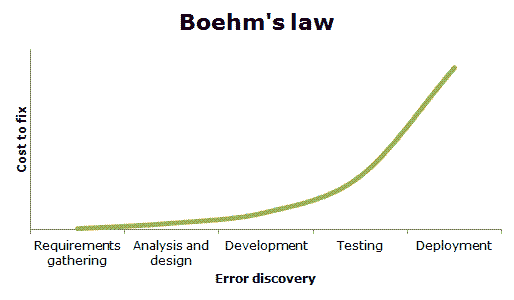 Boehm's law
Cost to fix
Requirements gathering
Analysis and design
Development
Testing
Deployment
Error discovery